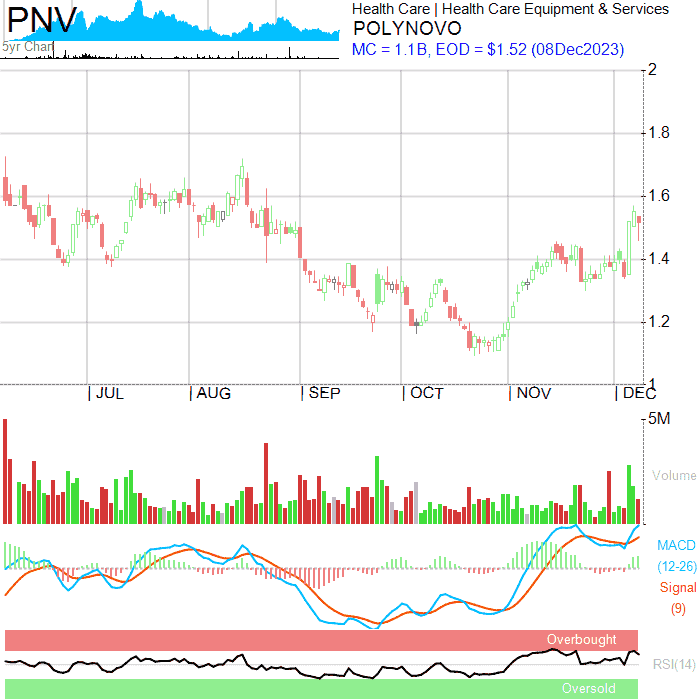 PNV
5yr Chart
Health Care | Health Care Equipment & Services
POLYNOVO
MC = 1.1B, EOD = $1.52 (08Dec2023)
2
1.8
1.6
1.4
1.2
1
| JUL | AUG | SEP | OCT | NOV | DEC
5M
Volume
MACD
(12-26)
Signal
(9)
Overbought
RSI(14)
Oversold